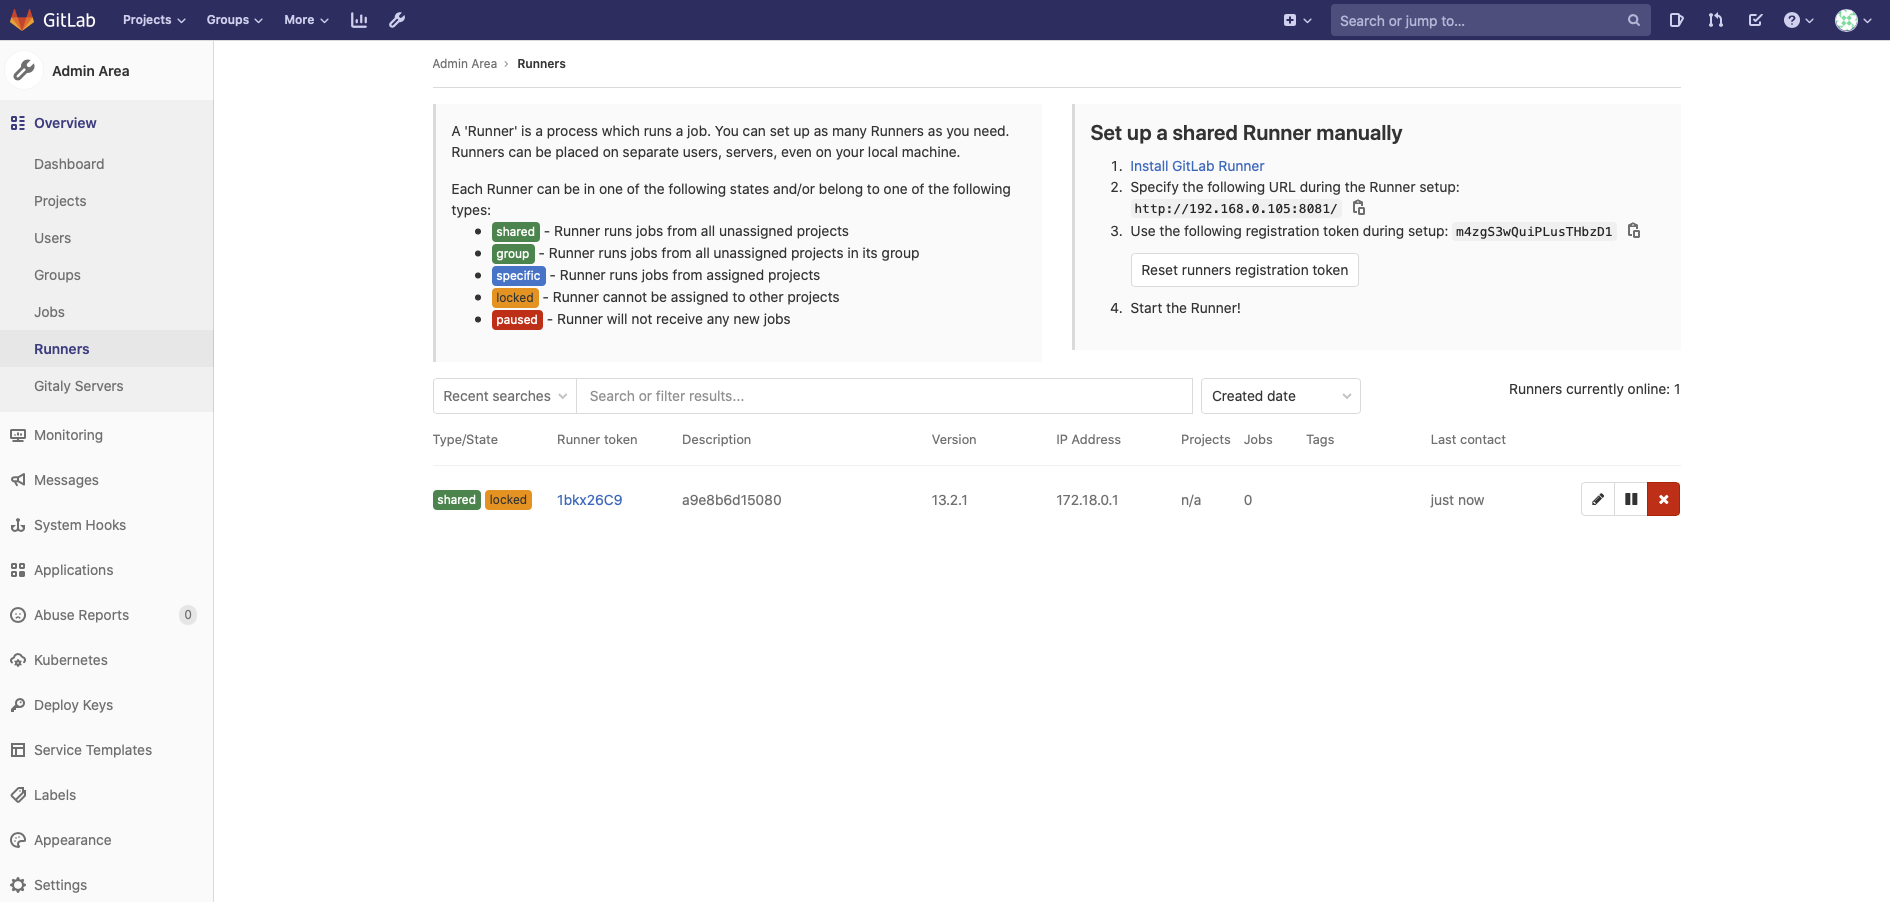 GitLab Projects Groups More Search or jump to...
Admin Area
Overview
Dashboard
Projects
Users
Groups
Jobs
Runners
Gitaly Servers
Monitoring
Messages
System Hooks
Applications
Abuse Reports 0
Kubernetes
Deploy Keys
Service Templates
Labels
Appearance
Settings
Admin Area › Runners
A 'Runner' is a process which runs a job. You can set up as many Runners as you need.
Runners can be placed on separate users, servers, even on your local machine.
Each Runner can be in one of the following states and/or belong to one of the following
types:
• shared - Runner runs jobs from all unassigned projects
• group - Runner runs jobs from all unassigned projects in its group
• specific - Runner runs jobs from assigned projects
• locked - Runner cannot be assigned to other projects
• paused - Runner will not receive any new jobs
Set up a shared Runner manually
1. Install GitLab Runner
2. Specify the following URL during the Runner setup:
http://192.168.0.105:8081/
3. Use the following registration token during setup: m4zgS3wQuiPLusTHbzD1
Reset runners registration token
4. Start the Runner!
Recent searches Search or filter results... Created date Runners currently online: 1
Type/State Runner token Description Version IP Address Projects Jobs Tags Last contact
shared locked 1bkx26C9 a9e8b6d15080 13.2.1 172.18.0.1 n/a 0 just now